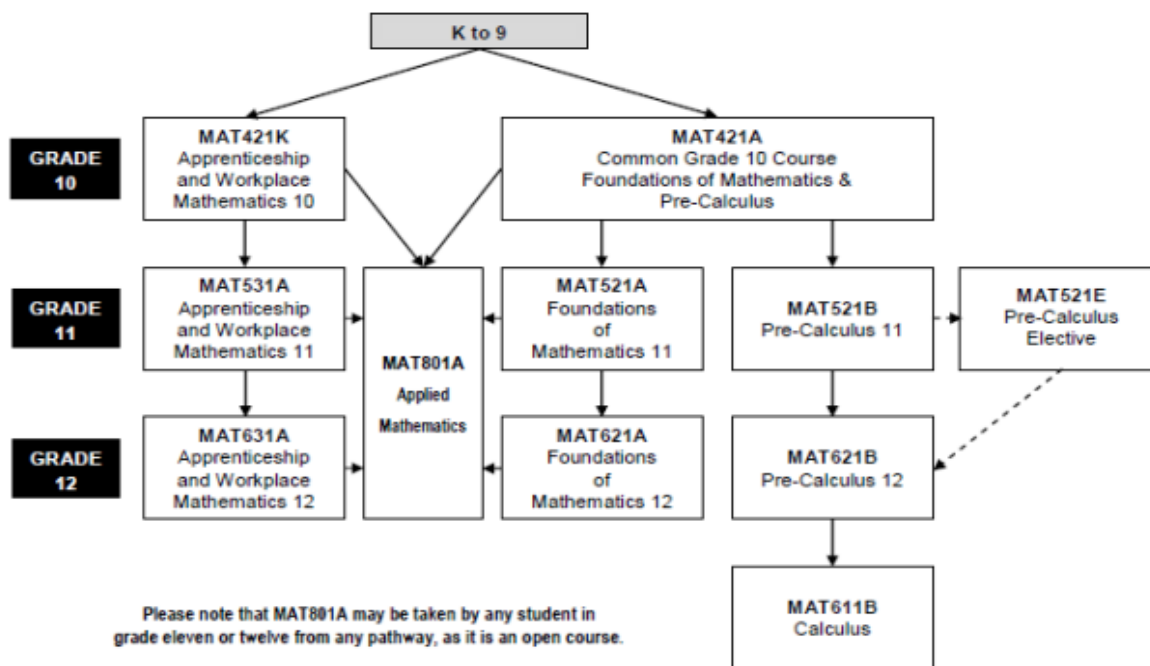 K to 9
GRADE
10
MAT421K
Apprenticeship
and Workplace
Mathematics 10
MAT421A
Common Grade 10 Course
Foundations of Mathematics &
Pre-Calculus
GRADE
11
MAT531A
Apprenticeship
and Workplace
Mathematics 11
MAT801A
Applied
Mathematics
MAT521A
Foundations
of
Mathematics 11
MAT521B
Pre-Calculus 11
MAT521E
Pre-Calculus
Elective
GRADE
12
MAT631A
Apprenticeship
and Workplace
Mathematics 12
MAT621A
Foundations
of
Mathematics 12
MAT621B
Pre-Calculus 12
MAT611B
Calculus
Please note that MAT801A may be taken by any student in
grade eleven or twelve from any pathway, as it is an open course.